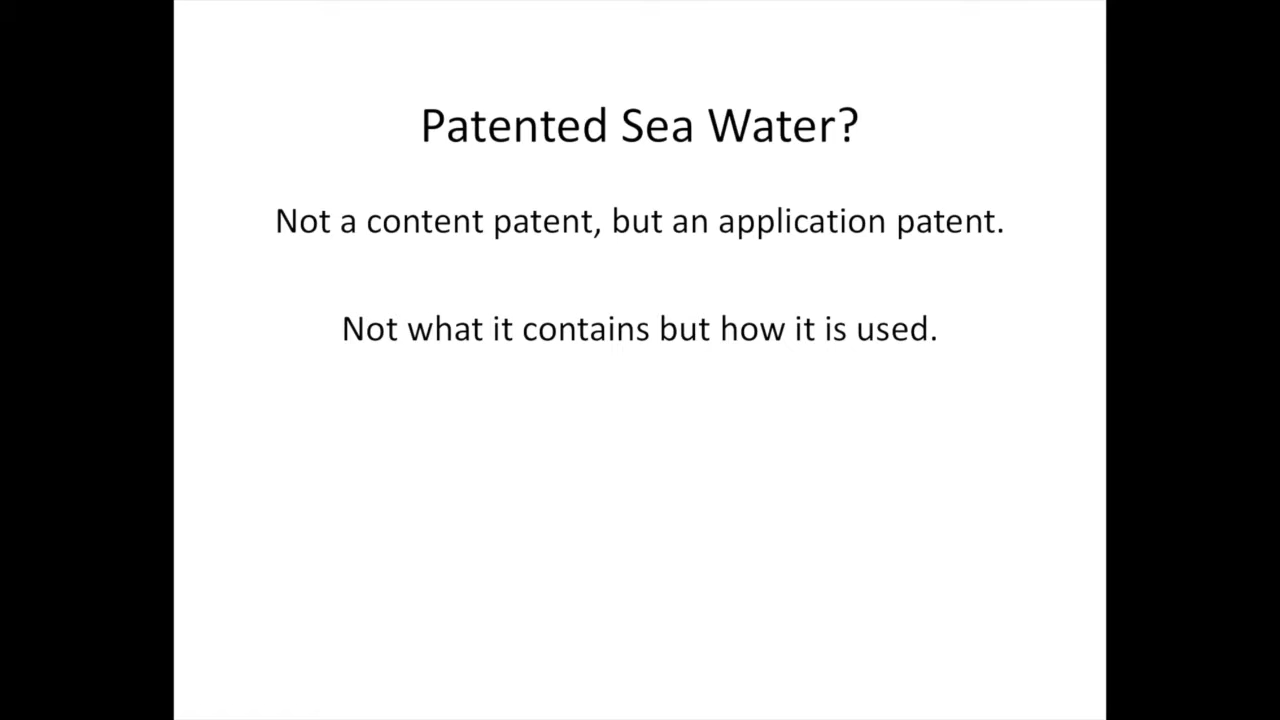 Patented Sea Water?
Not a content patent, but an application patent.
Not what it contains but how it is used.